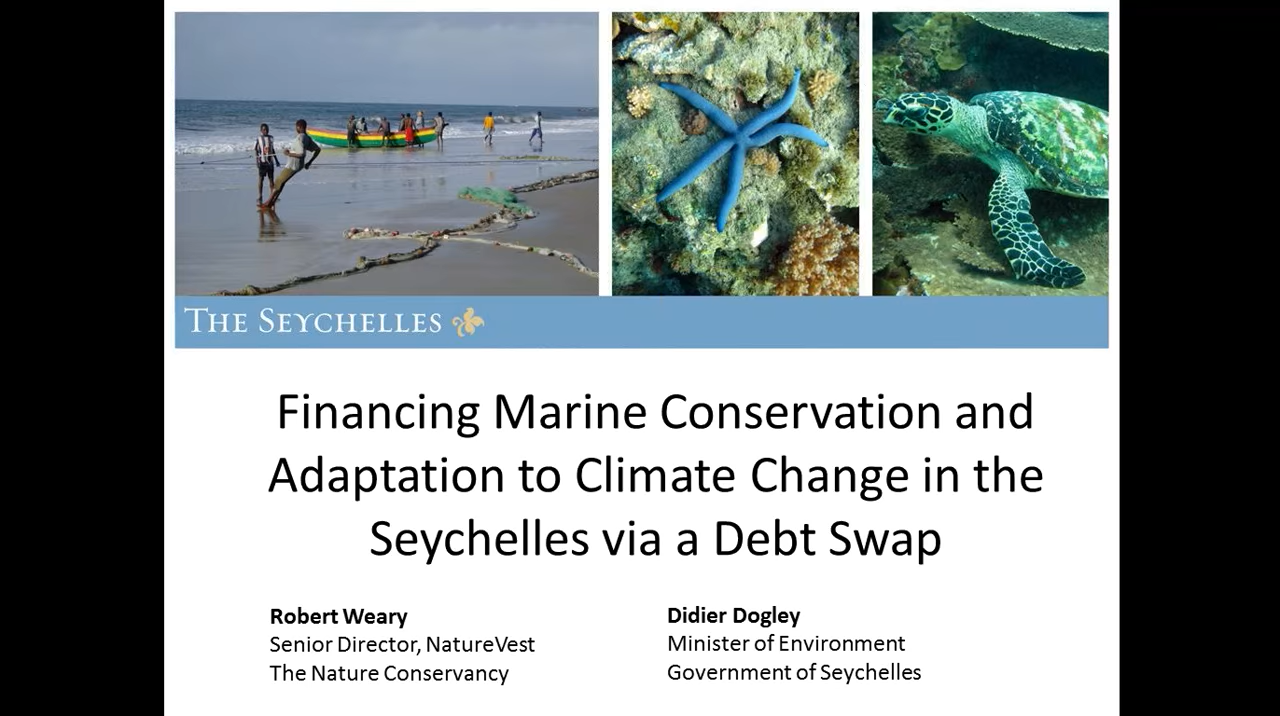 THE SEYCHELLES
Financing Marine Conservation and
Adaptation to Climate Change in the
Seychelles via a Debt Swap
Robert Weary
Senior Director, NatureVest
The Nature Conservancy
Didier Dogley
Minister of Environment
Government of Seychelles